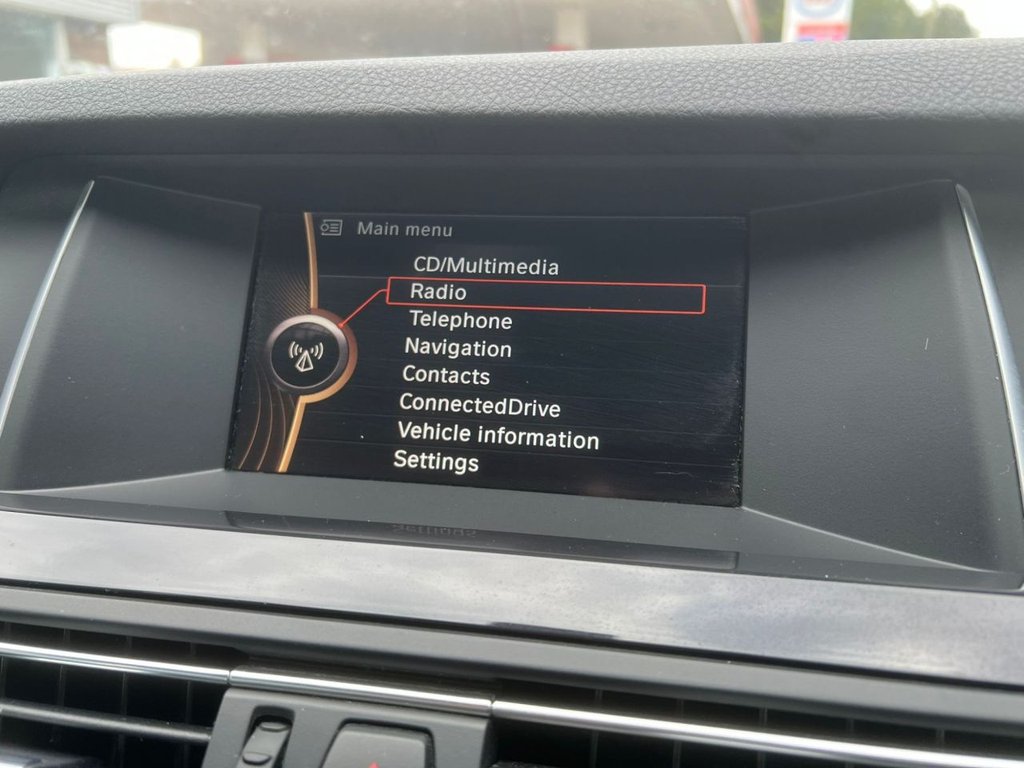 Main menu
CD/Multimedia
Radio
Telephone
Navigation
Contacts
ConnectedDrive
Vehicle information
Settings